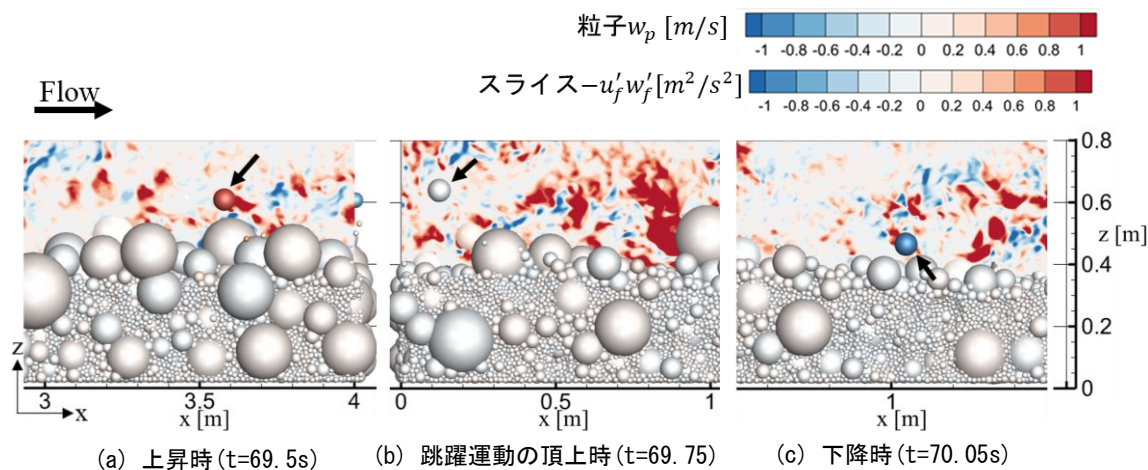 粒子w_p [m/s]
-1 -0.8 -0.6 -0.4 -0.2 0 0.2 0.4 0.6 0.8 1
スライス−u'_f w'_f[m²/s²]
-1 -0.8 -0.6 -0.4 -0.2 0 0.2 0.4 0.6 0.8 1
Flow
0.8
0.6
z [m]
0.4
0.2
0
z
x
3 3.5 4
x [m]
0 0.5 1
x [m]
1
x [m]
(a) 上昇時(t=69.5s)
(b) 跳躍運動の頂上時(t=69.75)
(c) 下降時(t=70.05s)